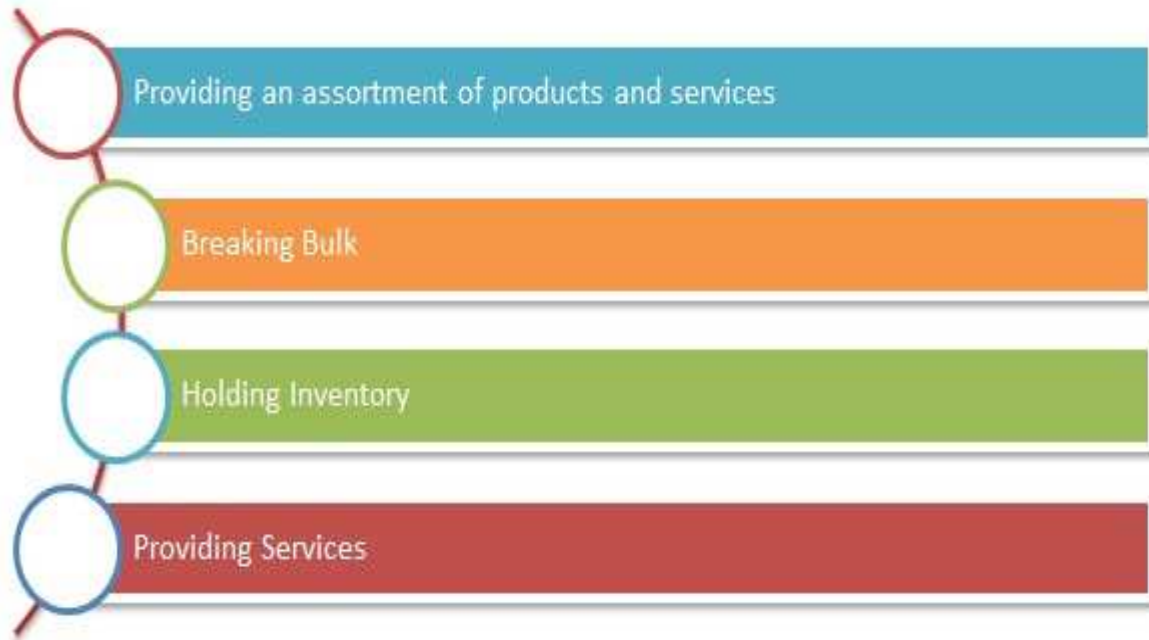 Providing an assortment of products and services
Breaking Bulk
Holding Inventory
Providing Services